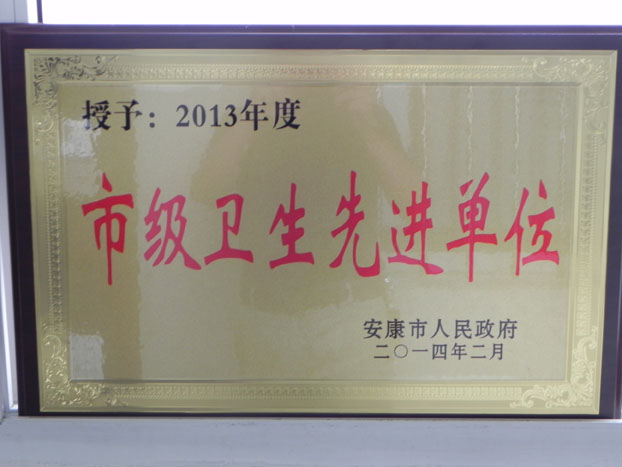 授予：2013年度
市级卫生先进单位
安康市人民政府
二〇一四年二月